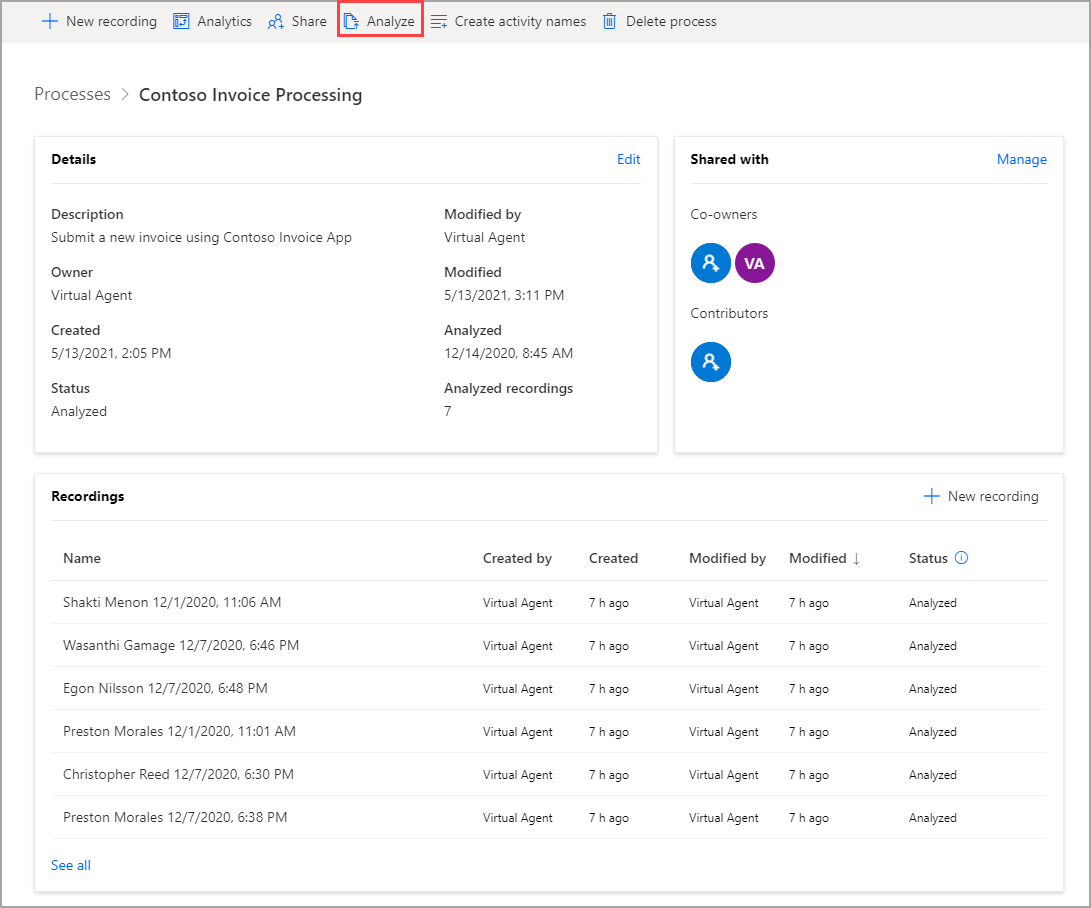 New recording Analytics Share Analyze Create activity names Delete process
Processes > Contoso Invoice Processing
Details Edit
Description
Submit a new invoice using Contoso Invoice App
Owner
Virtual Agent
Created
5/13/2021, 2:05 PM
Status
Analyzed
Modified by
Virtual Agent
Modified
5/13/2021, 3:11 PM
Analyzed
12/14/2020, 8:45 AM
Analyzed recordings
7
Shared with Manage
Co-owners
VA
Contributors
Recordings New recording
Name Created by Created Modified by Modified ↓ Status
Shakti Menon 12/1/2020, 11:06 AM Virtual Agent 7 h ago Virtual Agent 7 h ago Analyzed
Wasanthi Gamage 12/7/2020, 6:46 PM Virtual Agent 7 h ago Virtual Agent 7 h ago Analyzed
Egon Nilsson 12/7/2020, 6:48 PM Virtual Agent 7 h ago Virtual Agent 7 h ago Analyzed
Preston Morales 12/1/2020, 11:01 AM Virtual Agent 7 h ago Virtual Agent 7 h ago Analyzed
Christopher Reed 12/7/2020, 6:30 PM Virtual Agent 7 h ago Virtual Agent 7 h ago Analyzed
Preston Morales 12/7/2020, 6:38 PM Virtual Agent 7 h ago Virtual Agent 7 h ago Analyzed
See all